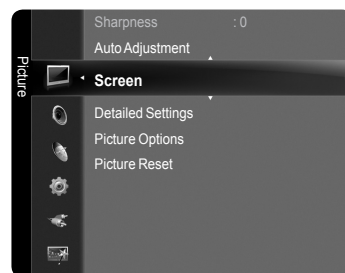 Picture
Sharpness : 0
Auto Adjustment
Screen
Detailed Settings
Picture Options
Picture Reset